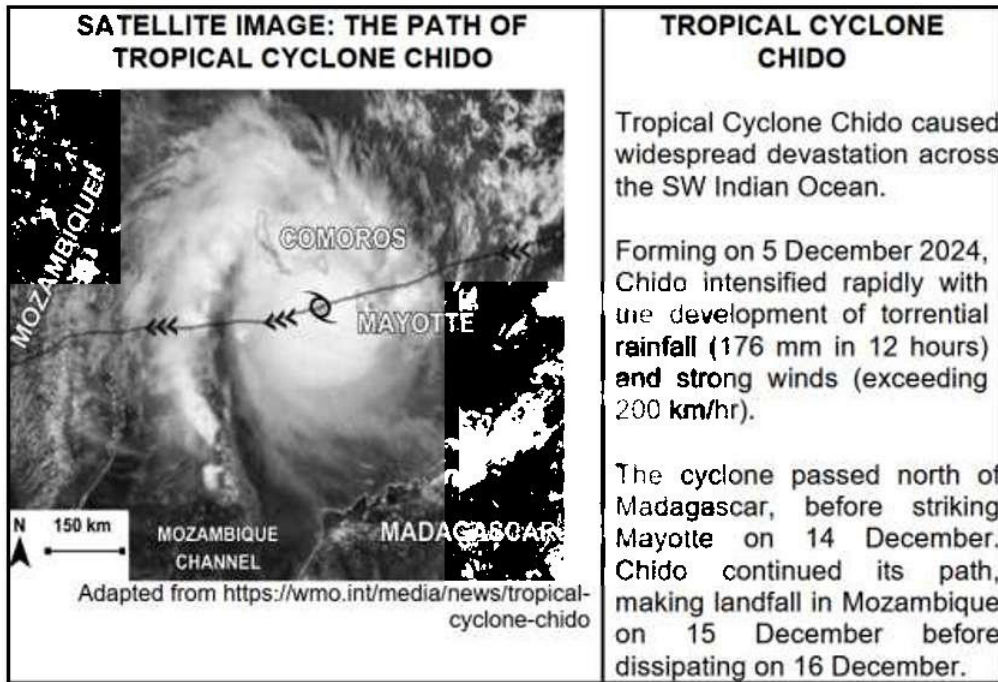 SATELLITE IMAGE: THE PATH OF
TROPICAL CYCLONE CHIDO
MOZAMBIQUE
COMOROS
MAYOTTE
N
150 km
MOZAMBIQUE
CHANNEL
MADAGASCAR
Adapted from https://wmo.int/media/news/tropical-
cyclone-chido
TROPICAL CYCLONE
CHIDO
Tropical Cyclone Chido caused
widespread devastation across
the SW Indian Ocean.
Forming on 5 December 2024,
Chido intensified rapidly with
the development of torrential
rainfall (176 mm in 12 hours)
and strong winds (exceeding
200 km/hr).
The cyclone passed north of
Madagascar, before striking
Mayotte on 14 December.
Chido continued its path,
making landfall in Mozambique
on 15 December before
dissipating on 16 December.